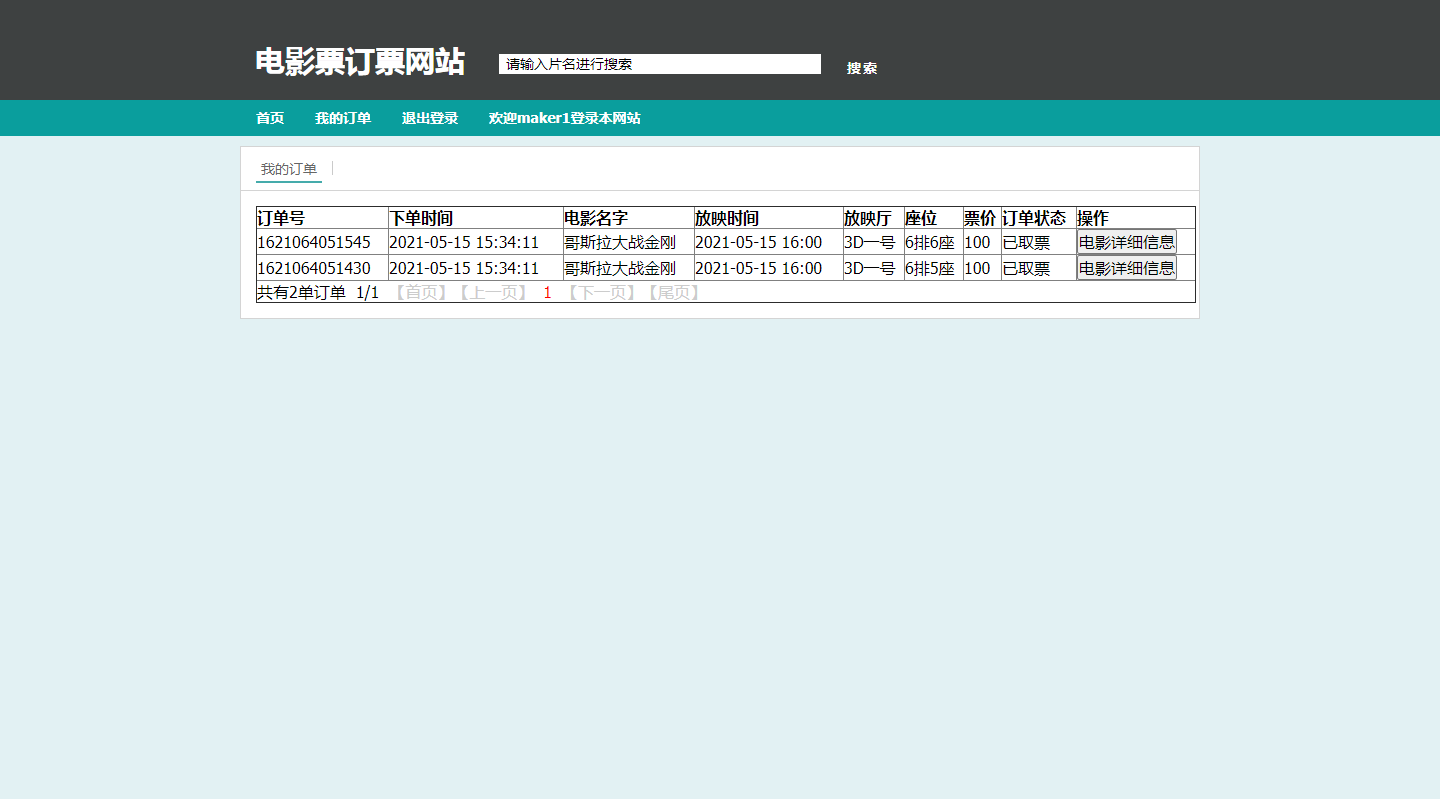 电影票订票网站 请输入片名进行搜索 搜索
首页 我的订单 退出登录 欢迎maker1登录本网站
我的订单
订单号 下单时间 电影名字 放映时间 放映厅 座位 票价 订单状态 操作
1621064051545 2021-05-15 15:34:11 哥斯拉大战金刚 2021-05-15 16:00 3D一号 6排6座 100 已取票 电影详细信息
1621064051430 2021-05-15 15:34:11 哥斯拉大战金刚 2021-05-15 16:00 3D一号 6排5座 100 已取票 电影详细信息
共有2单订单 1/1 【首页】【上一页】 1 【下一页】【尾页】